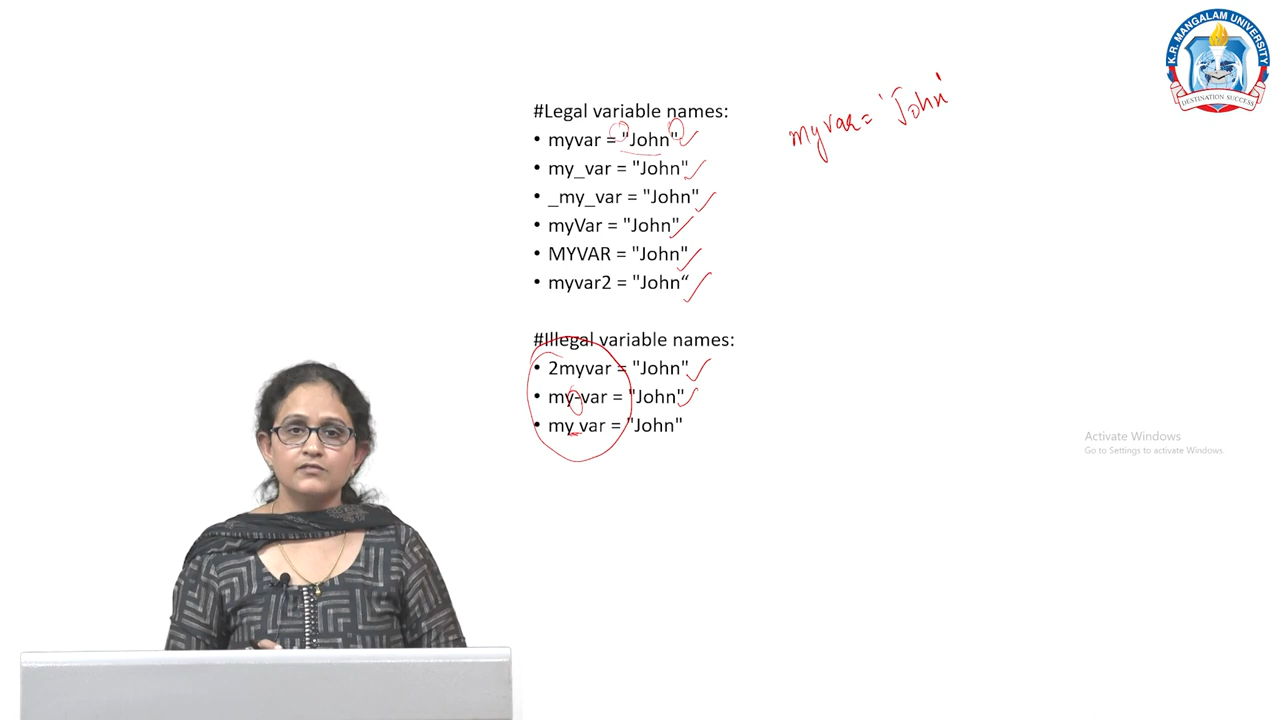 #Legal variable names:
• myvar = "John"
• my_var = "John"
• _my_var = "John"
• myVar = "John"
• MYVAR = "John"
• myvar2 = "John“
#Illegal variable names:
• 2myvar = "John"
• my-var = "John"
• my var = "John"
myvar = 'John'
K.R. MANGALAM UNIVERSITY
DESTINATION SUCCESS
Activate Windows
Go to Settings to activate Windows.